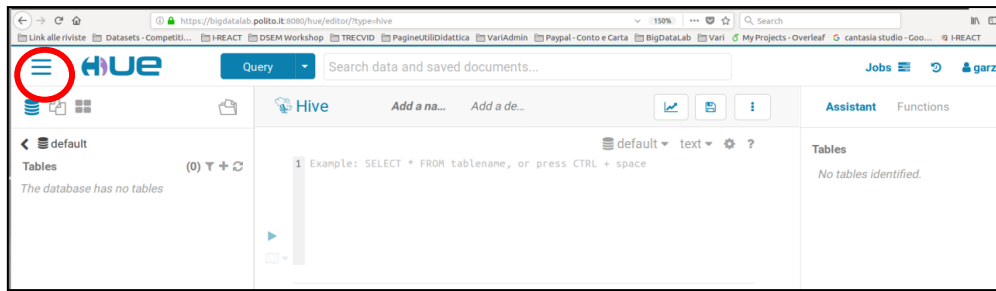 https://bigdatalab.polito.it:8080/hue/editor/?type=hive 150% Search
Link alle riviste Datasets - Competiti... I-REACT DSEM Workshop TRECVID PagineUtiliDidattica VariAdmin Paypal - Conto e Carta BigDataLab Vari My Projects - Overleaf G cantasia studio - Goo... I-REACT
HUE Query Search data and saved documents... Jobs garz
Hive Add a na... Add a de... Assistant Functions
default
default text ?
Tables
Tables (0)
1 Example: SELECT * FROM tablename, or press CTRL + space
No tables identified.
The database has no tables